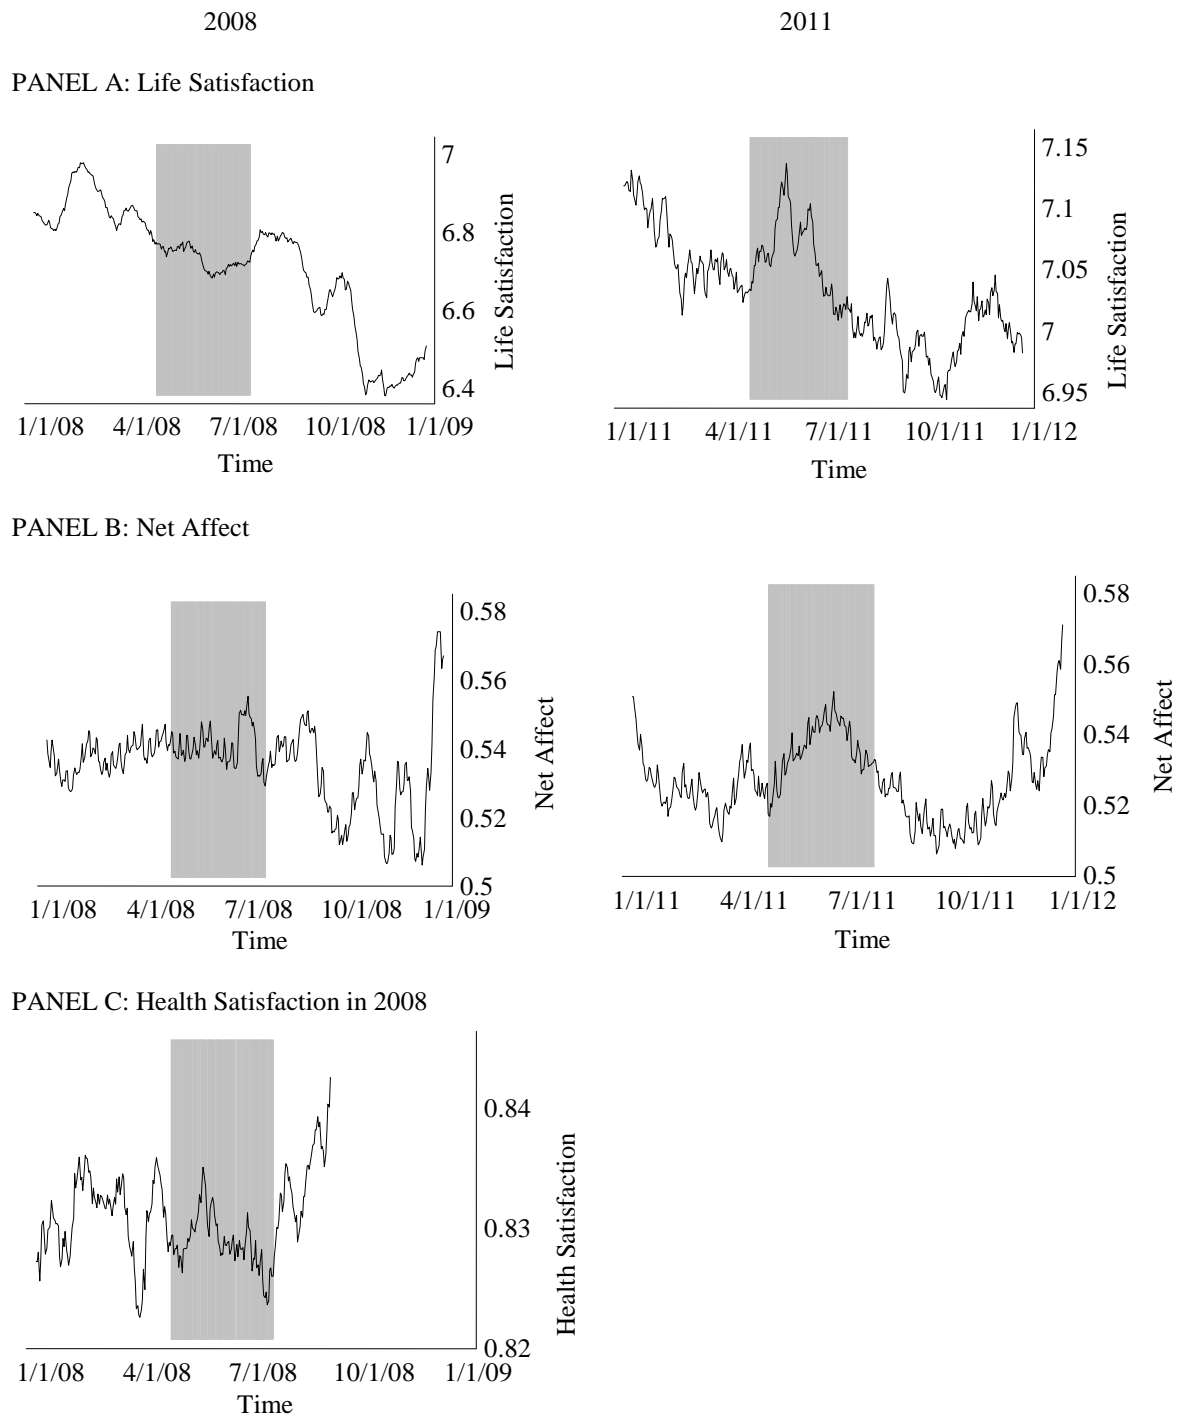 2008 2011
PANEL A: Life Satisfaction
7
6.8
6.6
6.4
Life Satisfaction
1/1/08 4/1/08 7/1/08 10/1/08 1/1/09
Time
7.15
7.1
7.05
7
6.95
Life Satisfaction
1/1/11 4/1/11 7/1/11 10/1/11 1/1/12
Time
PANEL B: Net Affect
0.58
0.56
0.54
0.52
0.5
Net Affect
1/1/08 4/1/08 7/1/08 10/1/08 1/1/09
Time
0.58
0.56
0.54
0.52
0.5
Net Affect
1/1/11 4/1/11 7/1/11 10/1/11 1/1/12
Time
PANEL C: Health Satisfaction in 2008
0.84
0.83
0.82
Health Satisfaction
1/1/08 4/1/08 7/1/08 10/1/08 1/1/09
Time